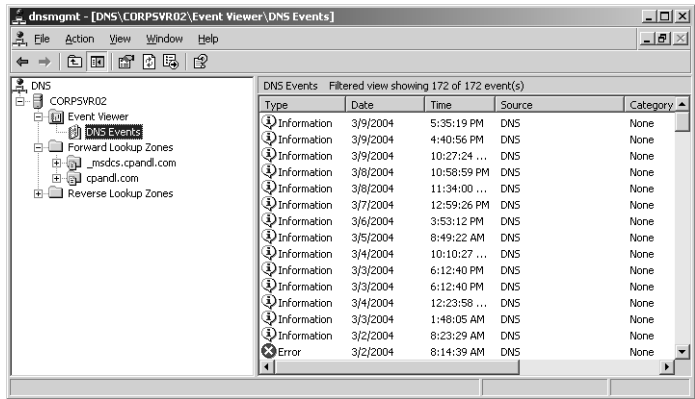 dnsmgmt - [DNS\CORPSVR02\Event Viewer\DNS Events]
File Action View Window Help
DNS
CORPSVR02
Event Viewer
DNS Events
Forward Lookup Zones
_msdcs.cpandl.com
cpandl.com
Reverse Lookup Zones
DNS Events Filtered view showing 172 of 172 event(s)
Type Date Time Source Category
Information 3/9/2004 5:35:19 PM DNS None
Information 3/9/2004 4:40:56 PM DNS None
Information 3/9/2004 10:27:24 ... DNS None
Information 3/8/2004 10:58:59 PM DNS None
Information 3/8/2004 11:34:00 ... DNS None
Information 3/7/2004 12:59:26 PM DNS None
Information 3/6/2004 3:53:12 PM DNS None
Information 3/5/2004 8:49:22 AM DNS None
Information 3/4/2004 10:10:27 ... DNS None
Information 3/3/2004 6:12:40 PM DNS None
Information 3/3/2004 6:12:40 PM DNS None
Information 3/4/2004 12:23:58 ... DNS None
Information 3/3/2004 1:48:05 AM DNS None
Information 3/2/2004 8:23:29 AM DNS None
Error 3/2/2004 8:14:39 AM DNS None